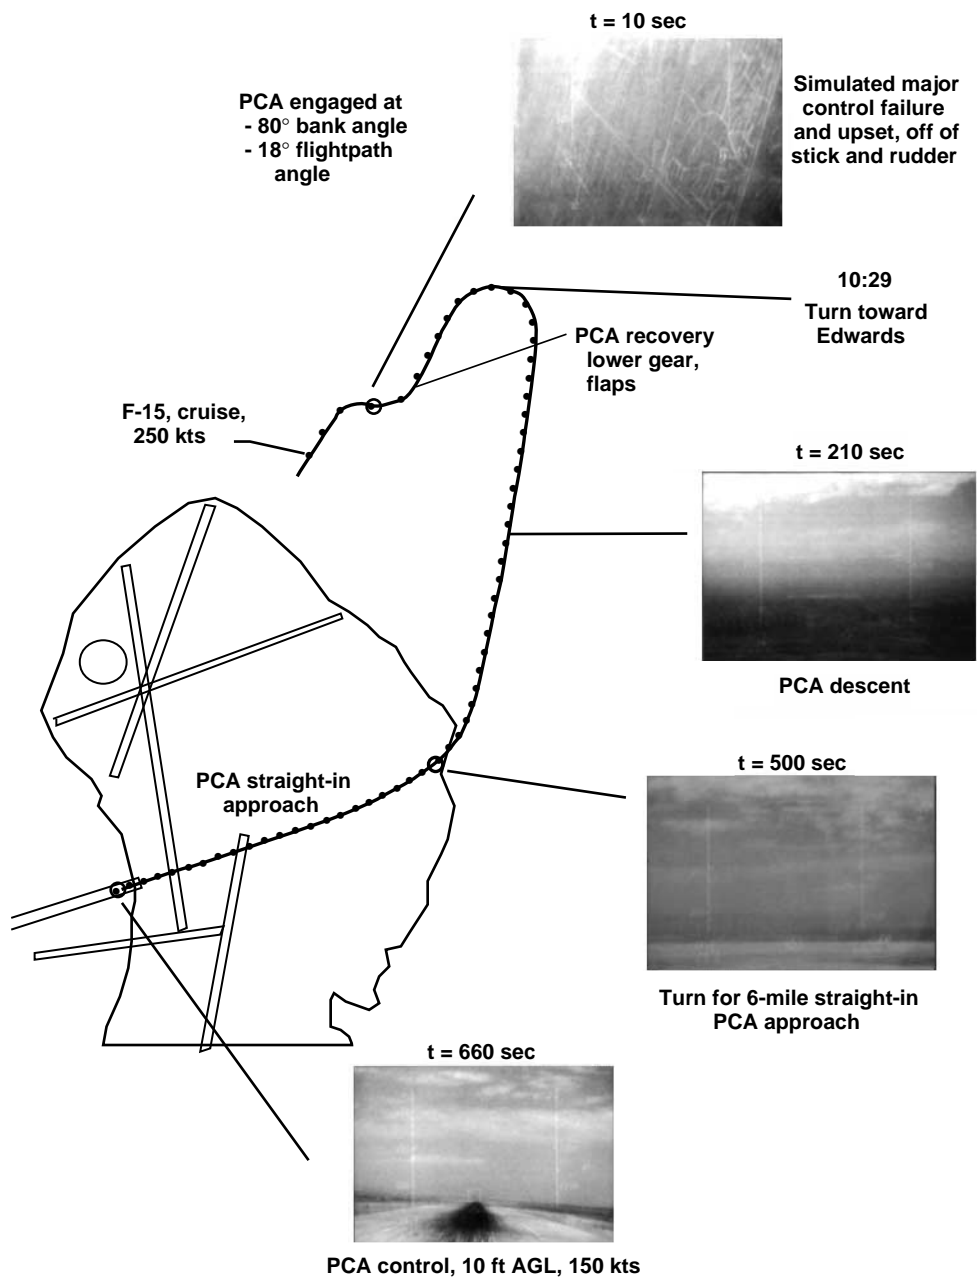 t = 10 sec
PCA engaged at
- 80° bank angle
- 18° flightpath
angle
Simulated major
control failure
and upset, off of
stick and rudder
10:29
Turn toward
Edwards
PCA recovery
lower gear,
flaps
F-15, cruise,
250 kts
t = 210 sec
PCA descent
t = 500 sec
PCA straight-in
approach
Turn for 6-mile straight-in
PCA approach
t = 660 sec
PCA control, 10 ft AGL, 150 kts